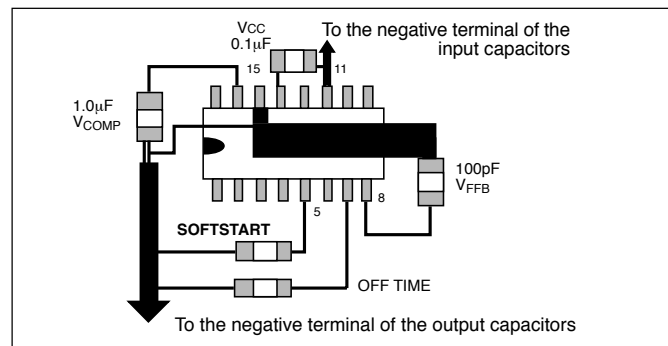 To the negative terminal of the
input capacitors
VCC
0.1μF
15
11
1.0μF
VCOMP
100pF
VFFB
5
8
SOFTSTART
OFF TIME
To the negative terminal of the output capacitors